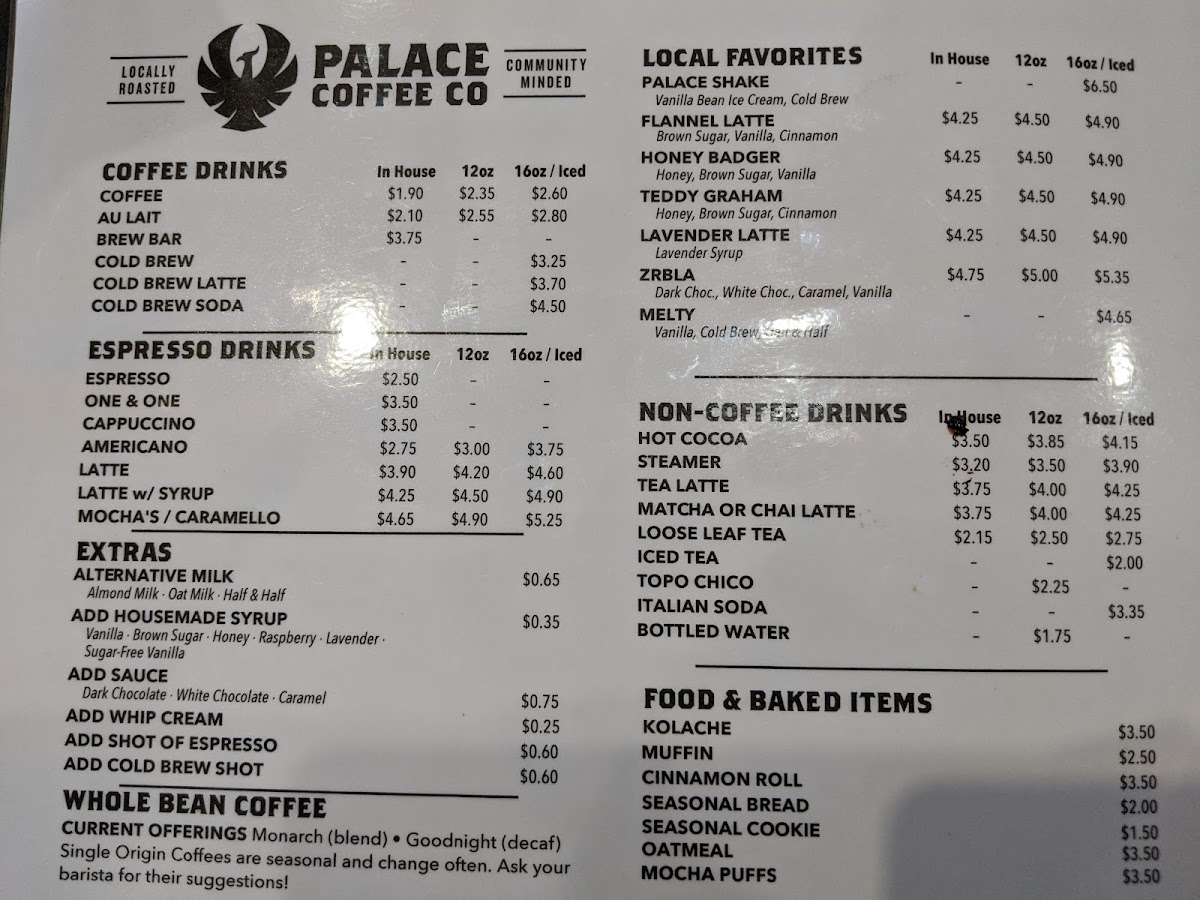 LOCALLY
ROASTED
PALACE
COFFEE CO
COMMUNITY
MINDED
COFFEE DRINKS In House 12oz 16oz / Iced
COFFEE $1.90 $2.35 $2.60
AU LAIT $2.10 $2.55 $2.80
BREW BAR $3.75 - -
COLD BREW - - $3.25
COLD BREW LATTE - - $3.70
COLD BREW SODA - - $4.50
ESPRESSO DRINKS In House 12oz 16oz / Iced
ESPRESSO $2.50 - -
ONE & ONE $3.50 - -
CAPPUCCINO $3.50 - -
AMERICANO $2.75 $3.00 $3.75
LATTE $3.90 $4.20 $4.60
LATTE w/ SYRUP $4.25 $4.50 $4.90
MOCHA'S / CARAMELLO $4.65 $4.90 $5.25
EXTRAS
ALTERNATIVE MILK $0.65
Almond Milk · Oat Milk · Half & Half
ADD HOUSEMADE SYRUP $0.35
Vanilla · Brown Sugar · Honey · Raspberry · Lavender ·
Sugar-Free Vanilla
ADD SAUCE
Dark Chocolate · White Chocolate · Caramel $0.75
ADD WHIP CREAM $0.25
ADD SHOT OF ESPRESSO $0.60
ADD COLD BREW SHOT $0.60
WHOLE BEAN COFFEE
CURRENT OFFERINGS Monarch (blend) • Goodnight (decaf)
Single Origin Coffees are seasonal and change often. Ask your
barista for their suggestions!
LOCAL FAVORITES In House 12oz 16oz / Iced
PALACE SHAKE - - $6.50
Vanilla Bean Ice Cream, Cold Brew
FLANNEL LATTE $4.25 $4.50 $4.90
Brown Sugar, Vanilla, Cinnamon
HONEY BADGER $4.25 $4.50 $4.90
Honey, Brown Sugar, Vanilla
TEDDY GRAHAM $4.25 $4.50 $4.90
Honey, Brown Sugar, Cinnamon
LAVENDER LATTE $4.25 $4.50 $4.90
Lavender Syrup
ZRBLA $4.75 $5.00 $5.35
Dark Choc., White Choc., Caramel, Vanilla
MELTY - - $4.65
Vanilla, Cold Brew, Half & Half
NON-COFFEE DRINKS In House 12oz 16oz / Iced
HOT COCOA $3.50 $3.85 $4.15
STEAMER $3.20 $3.50 $3.90
TEA LATTE $3.75 $4.00 $4.25
MATCHA OR CHAI LATTE $3.75 $4.00 $4.25
LOOSE LEAF TEA $2.15 $2.50 $2.75
ICED TEA - - $2.00
TOPO CHICO - $2.25 -
ITALIAN SODA - - $3.35
BOTTLED WATER - $1.75 -
FOOD & BAKED ITEMS
KOLACHE $3.50
MUFFIN $2.50
CINNAMON ROLL $3.50
SEASONAL BREAD $2.00
SEASONAL COOKIE $1.50
OATMEAL $3.50
MOCHA PUFFS $3.50